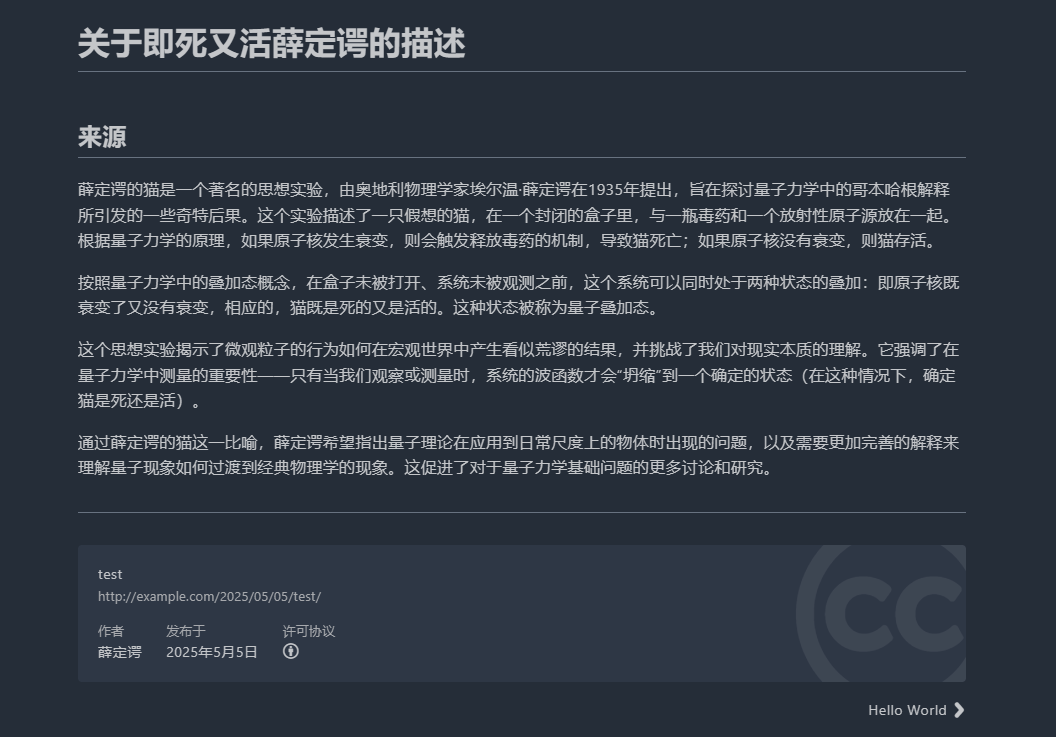 关于即死又活薛定谔的描述
来源
薛定谔的猫是一个著名的思想实验，由奥地利物理学家埃尔温·薛定谔在1935年提出，旨在探讨量子力学中的哥本哈根解释
所引发的一些奇特后果。这个实验描述了一只假想的猫，在一个封闭的盒子里，与一瓶毒药和一个放射性原子源放在一起。
根据量子力学的原理，如果原子核发生衰变，则会触发释放毒药的机制，导致猫死亡；如果原子核没有衰变，则猫存活。
按照量子力学中的叠加态概念，在盒子未被打开、系统未被观测之前，这个系统可以同时处于两种状态的叠加：即原子核既
衰变了又没有衰变，相应的，猫既是死的又是活的。这种状态被称为量子叠加态。
这个思想实验揭示了微观粒子的行为如何在宏观世界中产生看似荒谬的结果，并挑战了我们对现实本质的理解。它强调了在
量子力学中测量的重要性——只有当我们观察或测量时，系统的波函数才会“坍缩”到一个确定的状态（在这种情况下，确定
猫是死还是活）。
通过薛定谔的猫这一比喻，薛定谔希望指出量子理论在应用到日常尺度上的物体时出现的问题，以及需要更加完善的解释来
理解量子现象如何过渡到经典物理学的现象。这促进了对于量子力学基础问题的更多讨论和研究。
test
http://example.com/2025/05/05/test/
作者 发布于 许可协议
薛定谔 2025年5月5日
cc
Hello World